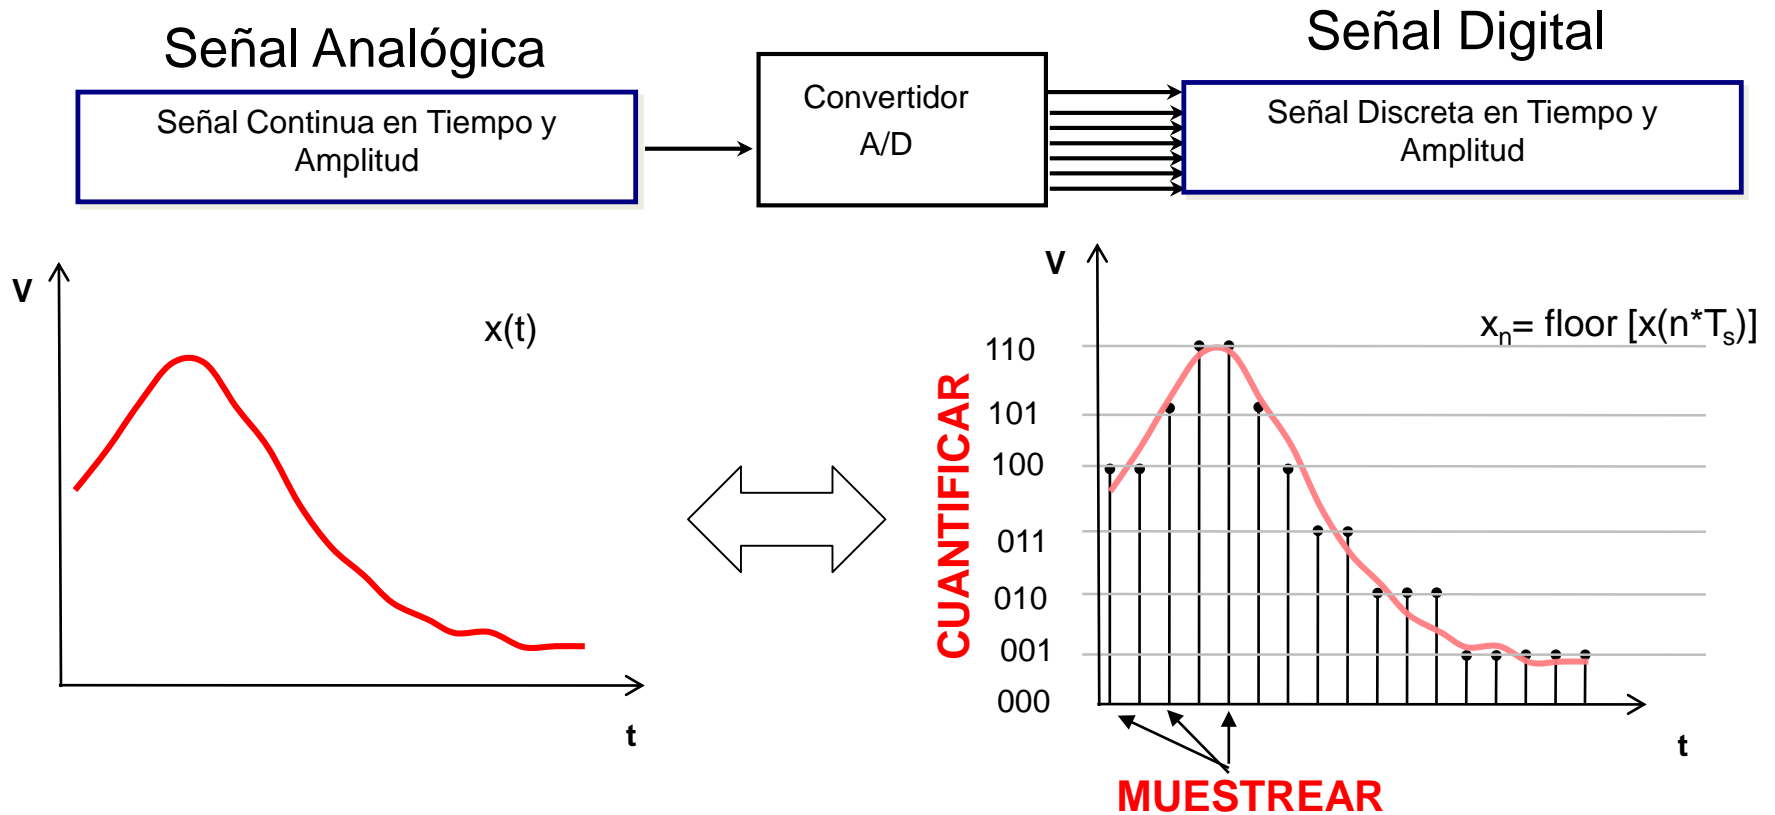 Señal Analógica
Señal Continua en Tiempo y
Amplitud
Convertidor
A/D
Señal Digital
Señal Discreta en Tiempo y
Amplitud
V
x(t)
t
V
xₙ= floor [x(n*Tₛ)]
110
101
100
011
010
001
000
CUANTIFICAR
t
MUESTREAR